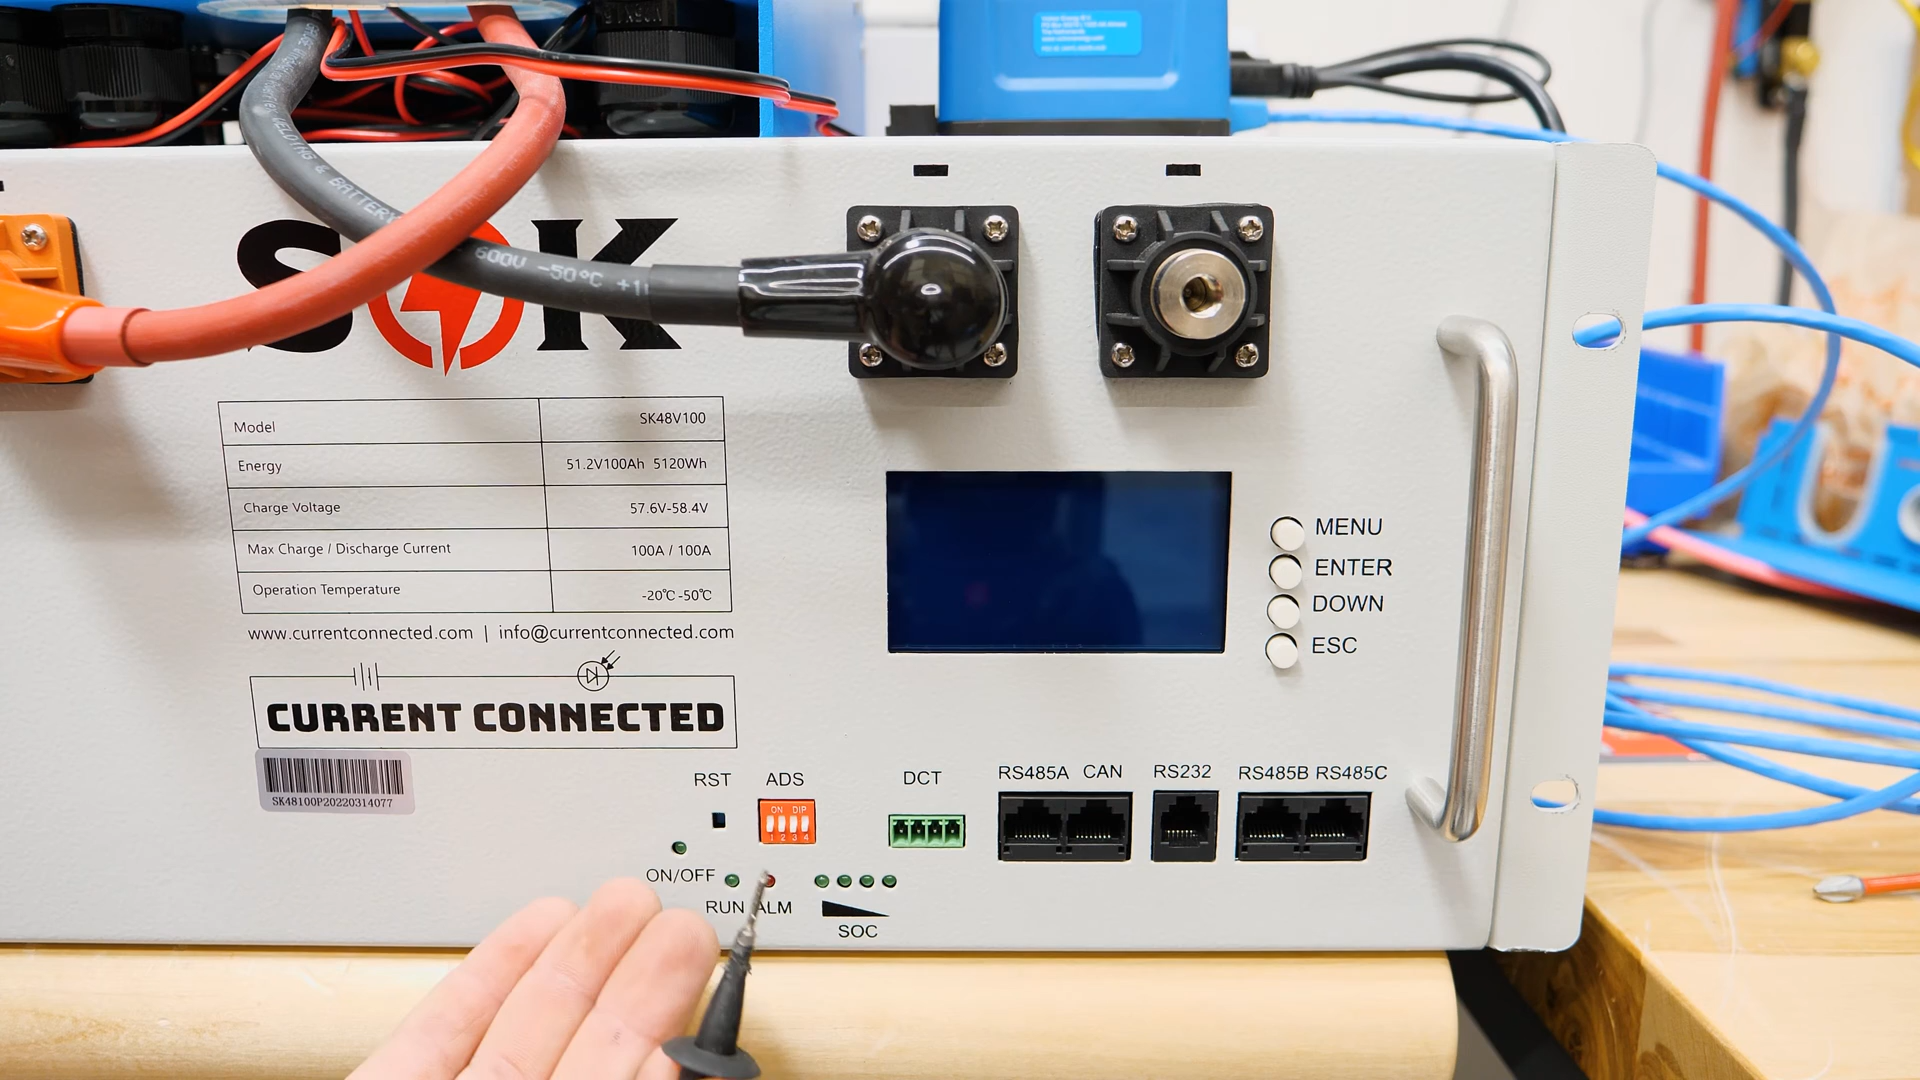 WELDING & BATTERY
600V -50°C +1
SOK
Model SK48V100
Energy 51.2V100Ah 5120Wh
Charge Voltage 57.6V-58.4V
Max Charge / Discharge Current 100A / 100A
Operation Temperature -20℃-50℃
www.currentconnected.com | info@currentconnected.com
CURRENT CONNECTED
SK48100P20220314077
MENU
ENTER
DOWN
ESC
RST ADS DCT RS485A CAN RS232 RS485B RS485C
ON DIP
1 2 3 4
ON/OFF
RUN ALM
SOC